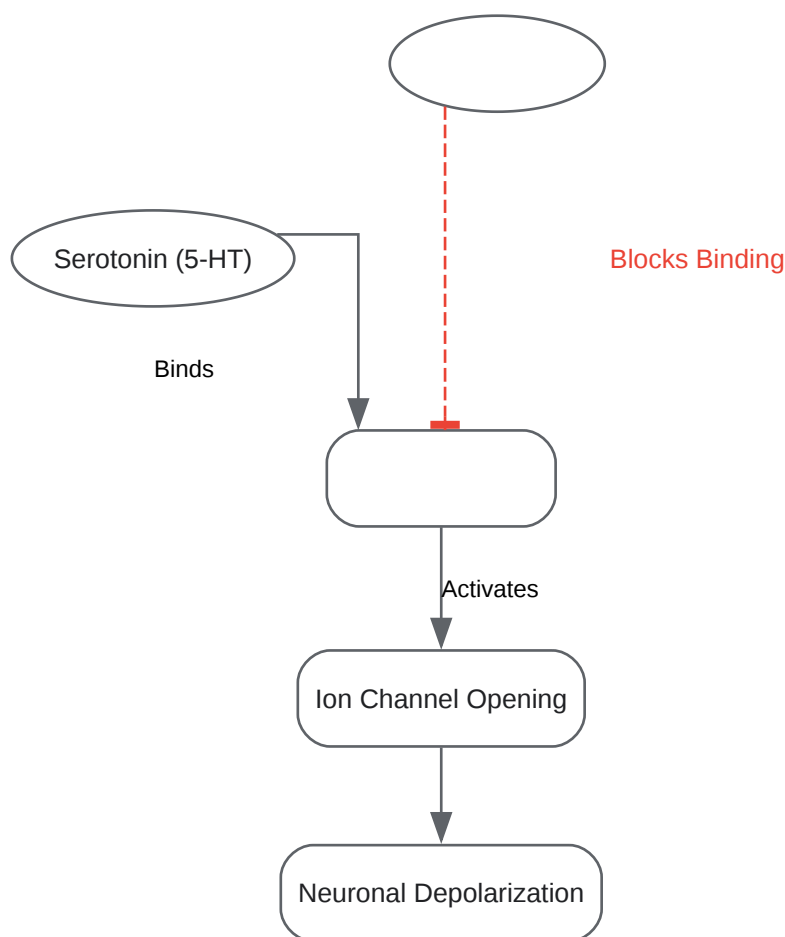 Serotonin (5-HT)
Blocks Binding
Binds
Activates
Ion Channel Opening
Neuronal Depolarization